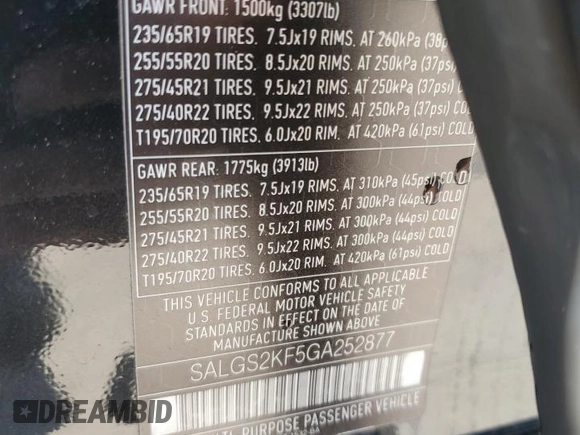 GAWR FRONT: 1500kg (3307lb)
235/65R19 TIRES. 7.5Jx19 RIMS. AT 260kPa (38p
255/55R20 TIRES. 8.5Jx20 RIMS. AT 250kPa (37psi
275/45R21 TIRES. 9.5Jx21 RIMS. AT 250kPa (37psi)
275/40R22 TIRES. 9.5Jx22 RIMS. AT 250kPa (37psi) C
T195/70R20 TIRES. 6.0Jx20 RIM. AT 420kPa (61psi) COLD
GAWR REAR: 1775kg (3913lb)
235/65R19 TIRES. 7.5Jx19 RIMS. AT 310kPa (45psi) COLD
255/55R20 TIRES. 8.5Jx20 RIMS. AT 300kPa (44psi) COLD
275/45R21 TIRES. 9.5Jx21 RIMS. AT 300kPa (44psi) COLD
275/40R22 TIRES. 9.5Jx22 RIMS. AT 300kPa (44psi) COLD
T195/70R20 TIRES. 6.0Jx20 RIM. AT 420kPa (61psi) COLD
THIS VEHICLE CONFORMS TO ALL APPLICABLE
U.S. FEDERAL MOTOR VEHICLE SAFETY
STANDARDS IN EFFECT ON THE DATE OF
MANUFACTURE SHOWN ABOVE.
SALGS2KF5GA252877
PURPOSE PASSENGER VEHICLE
DREAMBID